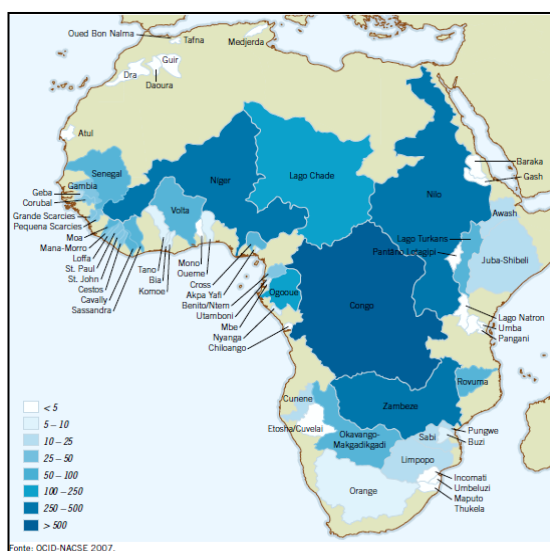 Oued Bon Nalma
Tafna
Medjerda
Guir
Dra
Daoura
Atul
Baraka
Gash
Senegal
Geba
Gambia
Corubal
Grande Scarcies
Pequena Scarcies
Moa
Mana-Morro
Loffa
St. Paul
St. John
Cestos
Cavally
Sassandra
Niger
Lago Chade
Nilo
Volta
Awash
Lago Turkans
Pantâno Lotagipi
Juba-Shibeli
Tano
Bia
Komoe
Mono
Oueme
Cross
Akpa Yafi
Benito/Ntem
Utamboni
Mbe
Nyanga
Chiloango
Ogooue
Congo
Lago Natron
Umba
Pangani
Rovuma
Cunene
Zambeze
Etosha/Cuvelai
Okavango-
Makgadikgadi
Pungwe
Sabi
Buzi
Limpopo
Orange
Incomati
Umbeluzi
Maputo
Thukela
< 5
5 – 10
10 – 25
25 – 50
50 – 100
100 – 250
250 – 500
> 500
Fonte: OCID-NACSE 2007.